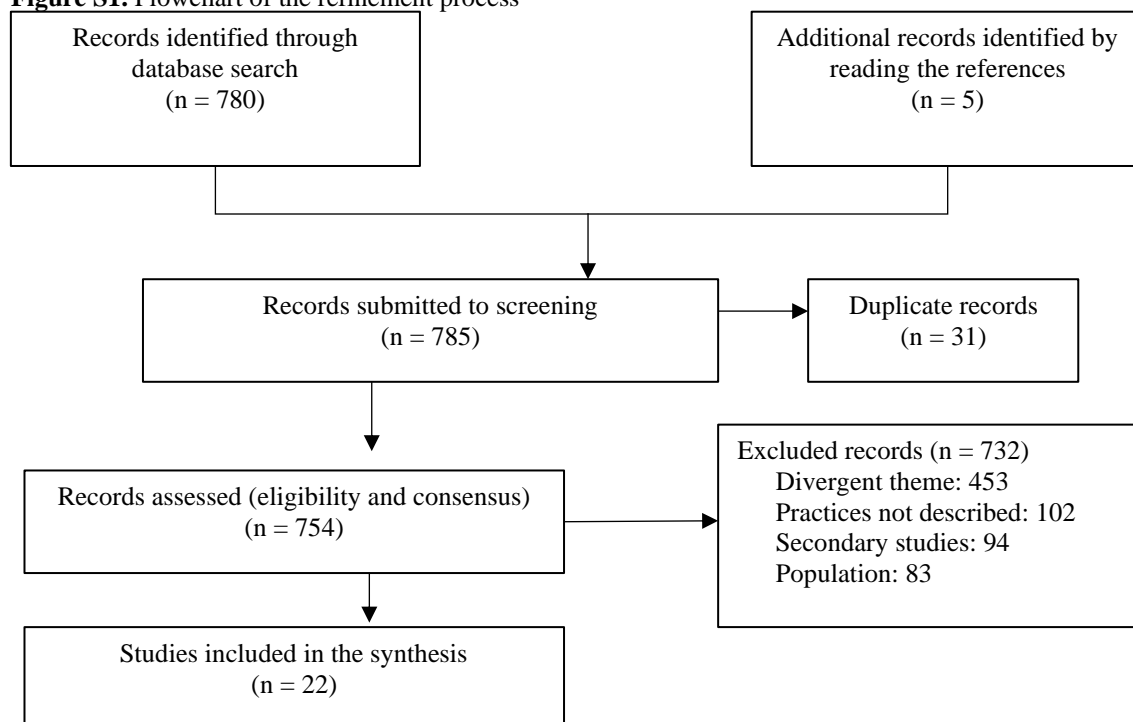 Figure S1. Flowchart of the refinement process
Records identified through
database search
(n = 780)
Additional records identified by
reading the references
(n = 5)
Records submitted to screening
(n = 785)
Duplicate records
(n = 31)
Records assessed (eligibility and consensus)
(n = 754)
Excluded records (n = 732)
Divergent theme: 453
Practices not described: 102
Secondary studies: 94
Population: 83
Studies included in the synthesis
(n = 22)